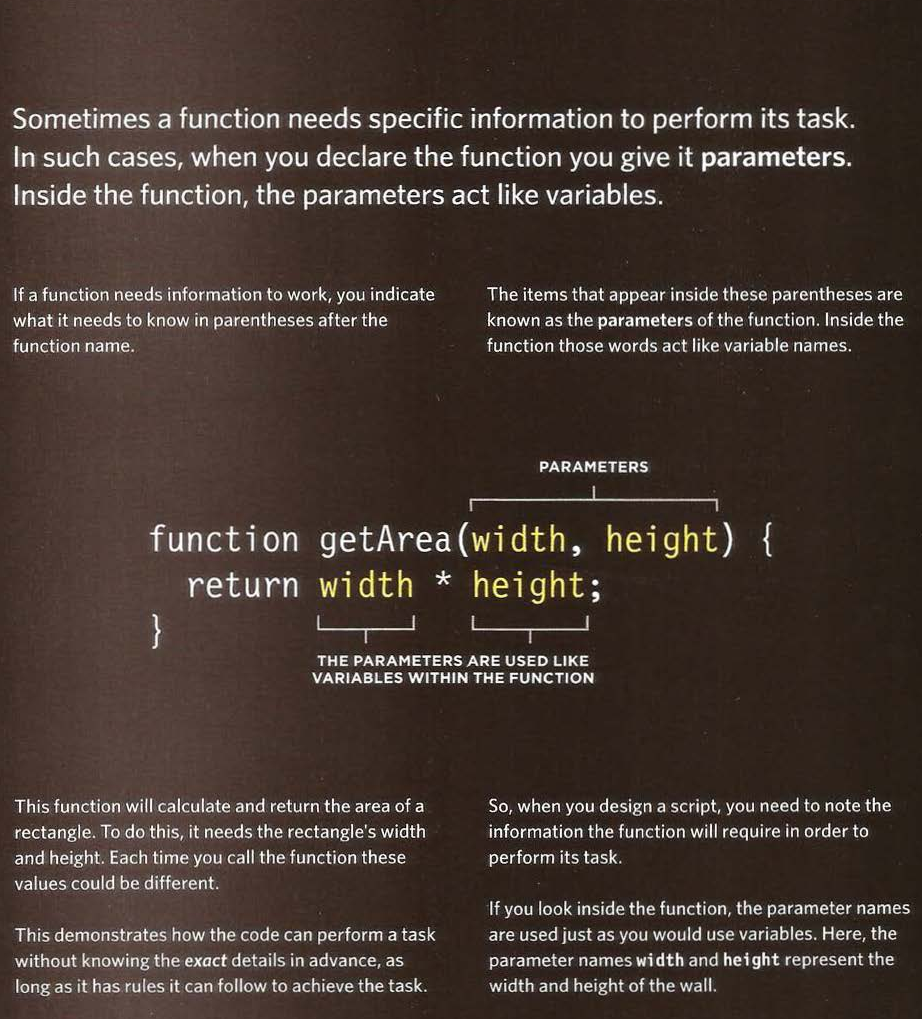 Sometimes a function needs specific information to perform its task.
In such cases, when you declare the function you give it parameters.
Inside the function, the parameters act like variables.
If a function needs information to work, you indicate
what it needs to know in parentheses after the
function name.
The items that appear inside these parentheses are
known as the parameters of the function. Inside the
function those words act like variable names.
PARAMETERS
function getArea(width, height) {
return width * height;
}
THE PARAMETERS ARE USED LIKE
VARIABLES WITHIN THE FUNCTION
This function will calculate and return the area of a
rectangle. To do this, it needs the rectangle's width
and height. Each time you call the function these
values could be different.
This demonstrates how the code can perform a task
without knowing the exact details in advance, as
long as it has rules it can follow to achieve the task.
So, when you design a script, you need to note the
information the function will require in order to
perform its task.
If you look inside the function, the parameter names
are used just as you would use variables. Here, the
parameter names width and height represent the
width and height of the wall.